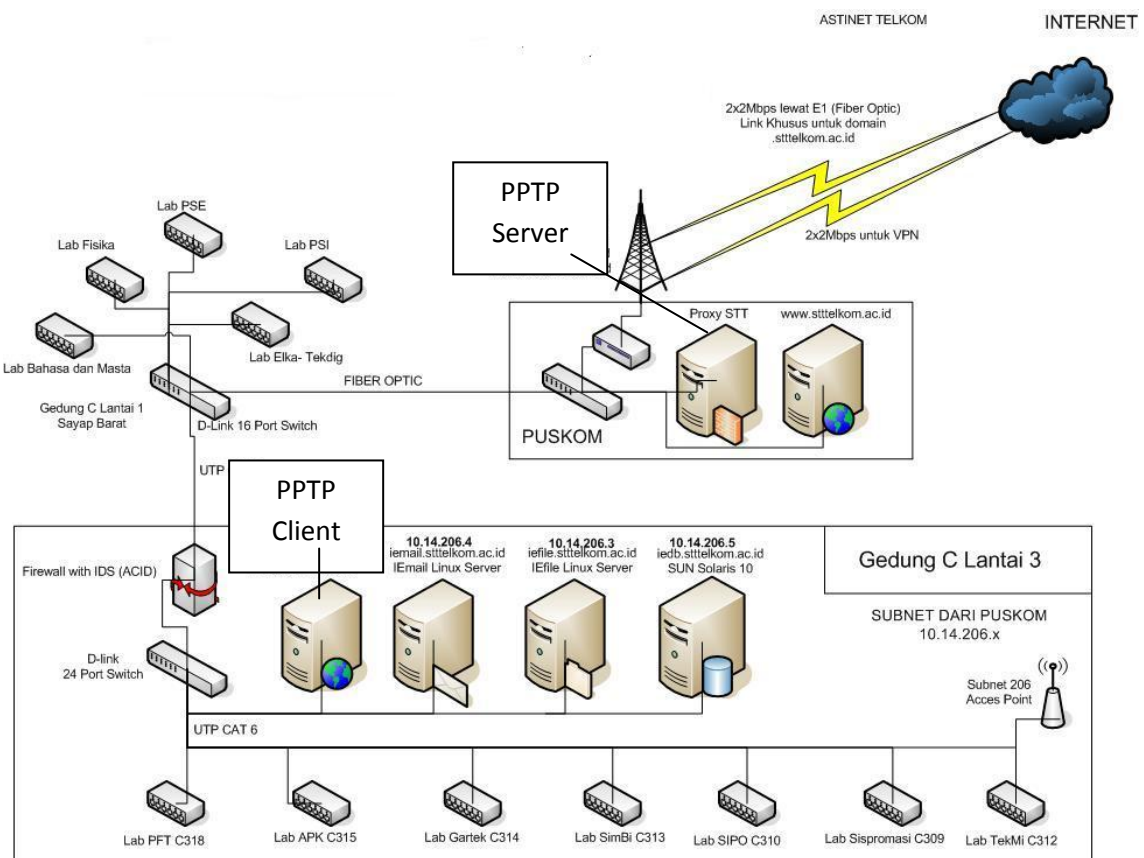 ASTINET TELKOM
INTERNET
2x2Mbps lewat E1 (Fiber Optic)
Link Khusus untuk domain
.stttelkom.ac.id
PPTP
Server
2x2Mbps untuk VPN
Lab PSE
Lab Fisika
Lab PSI
Lab Elka- Tekdig
Lab Bahasa dan Masta
Gedung C Lantai 1
Sayap Barat
D-Link 16 Port Switch
FIBER OPTIC
Proxy STT
www.stttelkom.ac.id
PUSKOM
UTP
PPTP
Client
10.14.206.4
iemail.stttelkom.ac.id
IEmail Linux Server
10.14.206.3
iefile.stttelkom.ac.id
IEfile Linux Server
10.14.206.5
iedb.stttelkom.ac.id
SUN Solaris 10
Gedung C Lantai 3
Firewall with IDS (ACID)
SUBNET DARI PUSKOM
10.14.206.x
D-link
24 Port Switch
Subnet 206
Acces Point
UTP CAT 6
Lab PFT C318
Lab APK C315
Lab Gartek C314
Lab SimBi C313
Lab SIPO C310
Lab Sispromasi C309
Lab TekMi C312